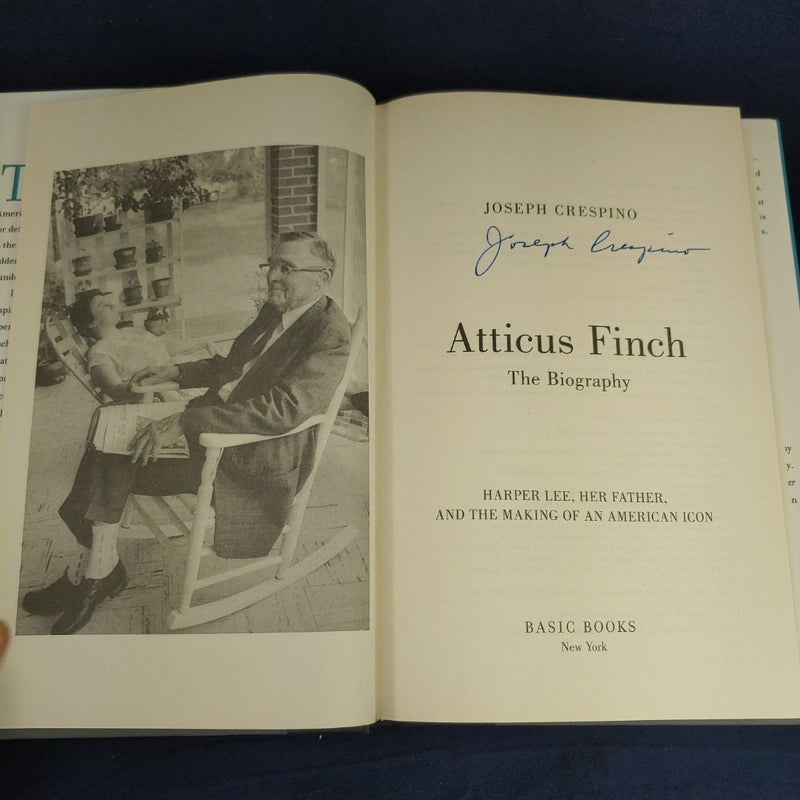 T
JOSEPH CRESPINO
Joseph Crespino
Atticus Finch
The Biography
HARPER LEE, HER FATHER,
AND THE MAKING OF AN AMERICAN ICON
BASIC BOOKS
New York